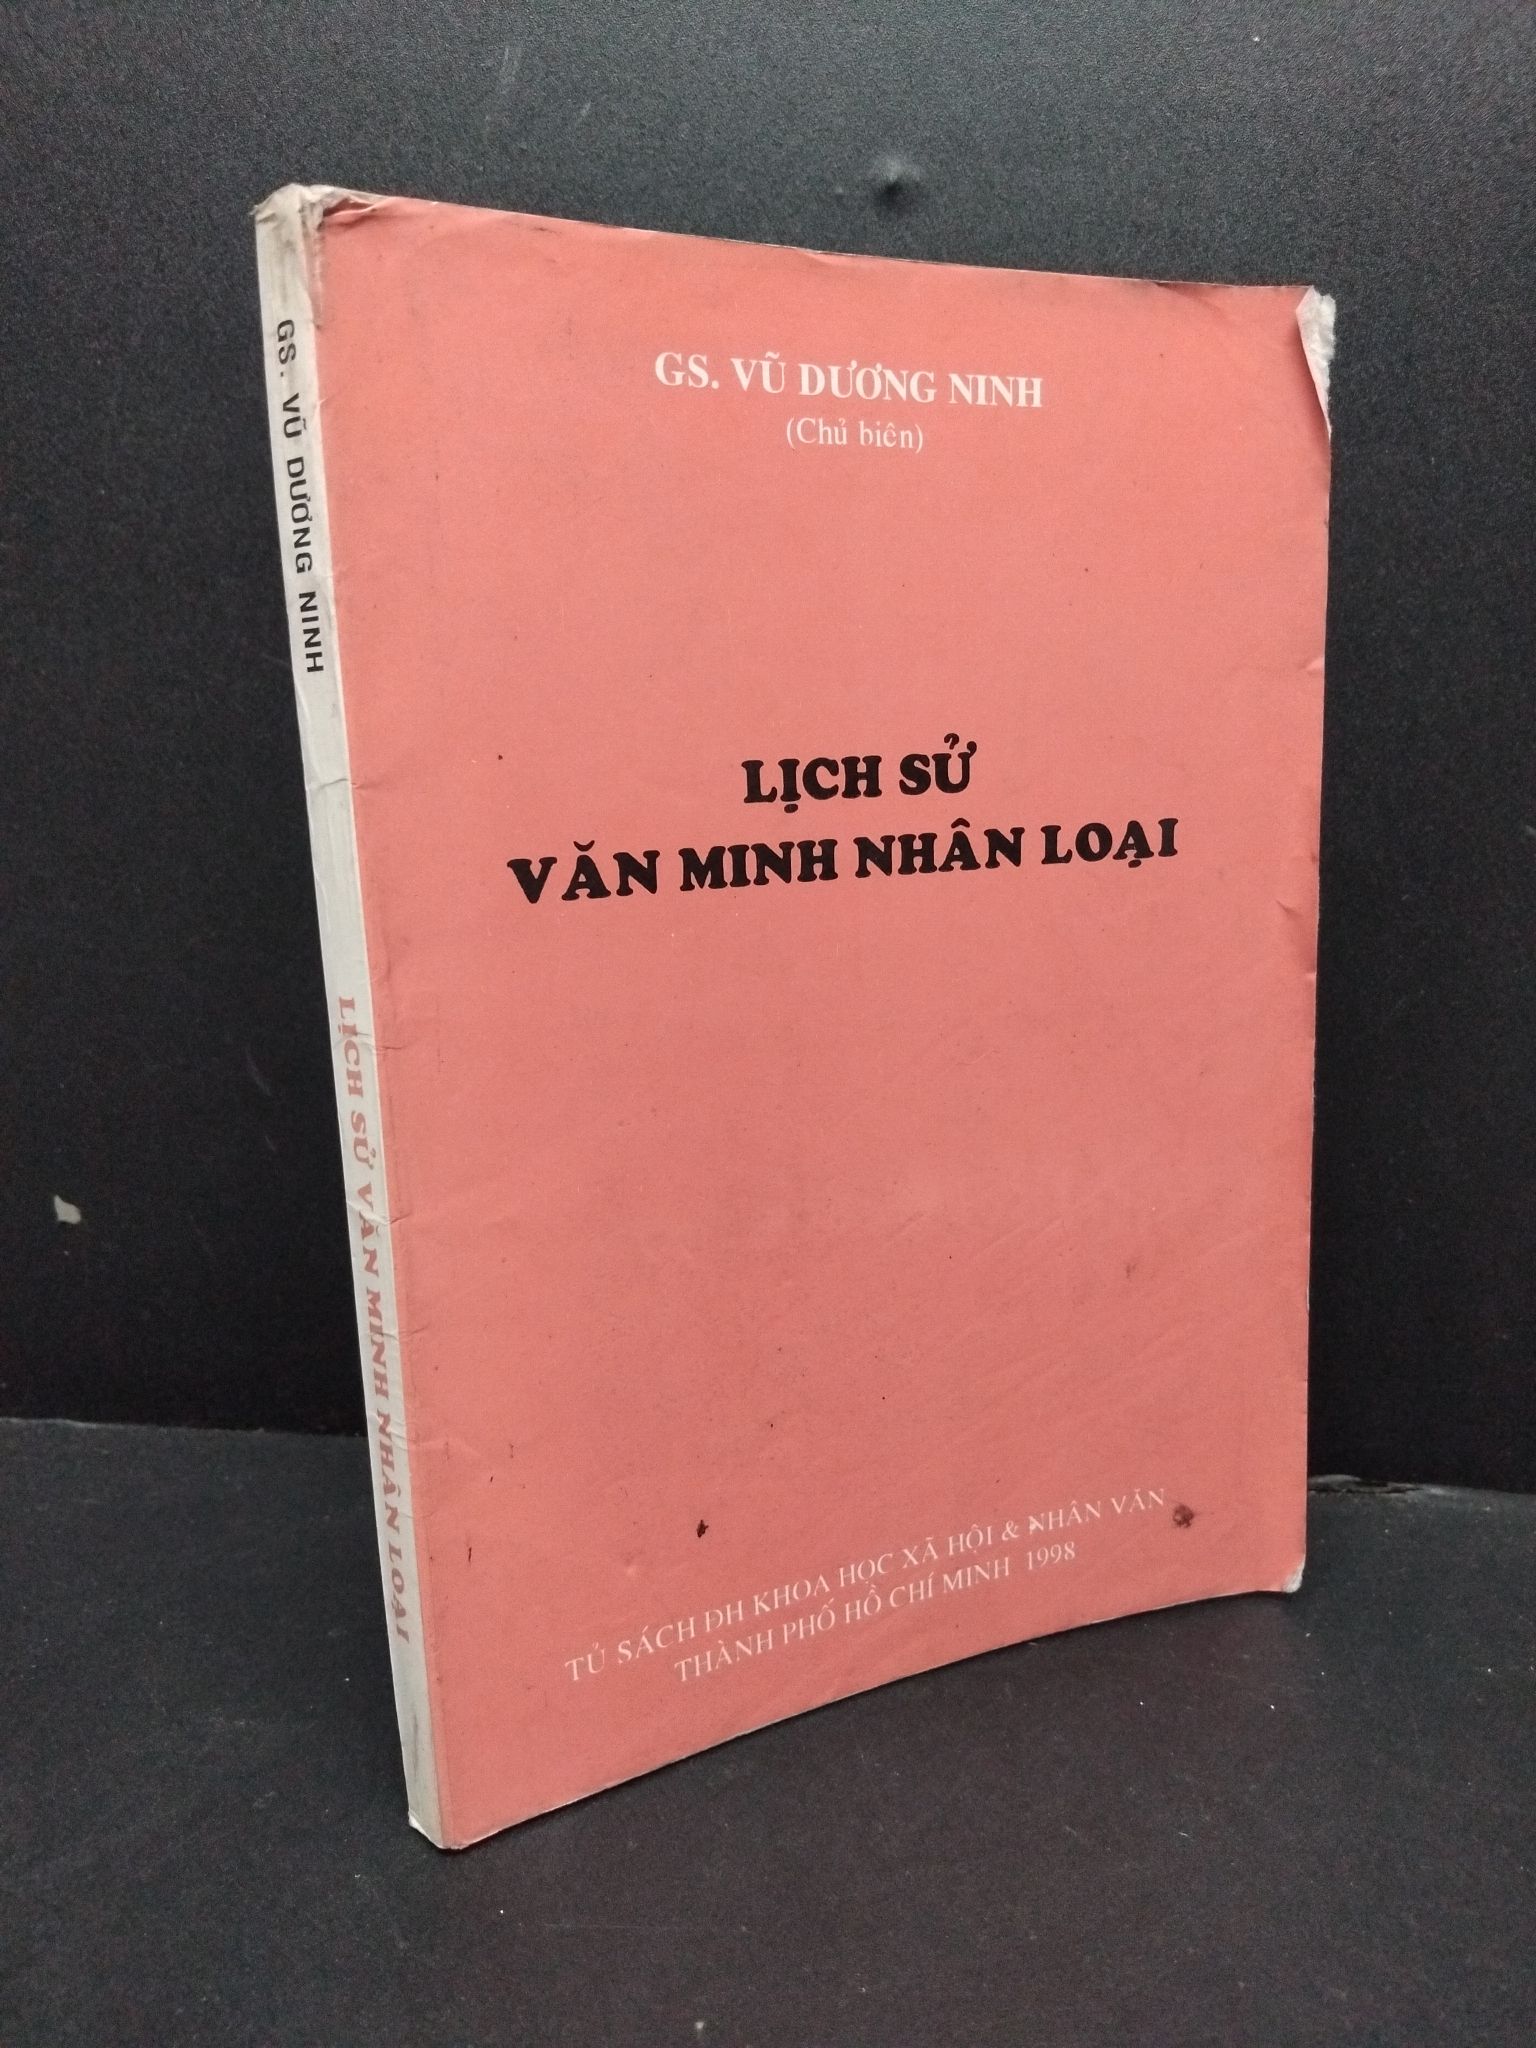 GS. VŨ DƯƠNG NINH
(Chủ biên)
LỊCH SỬ
VĂN MINH NHÂN LOẠI
TỦ SÁCH ĐH KHOA HỌC XÃ HỘI & NHÂN VĂN
THÀNH PHỐ HỒ CHÍ MINH 1998
GS. VŨ DƯƠNG NINH
LỊCH SỬ VĂN MINH NHÂN LOẠI